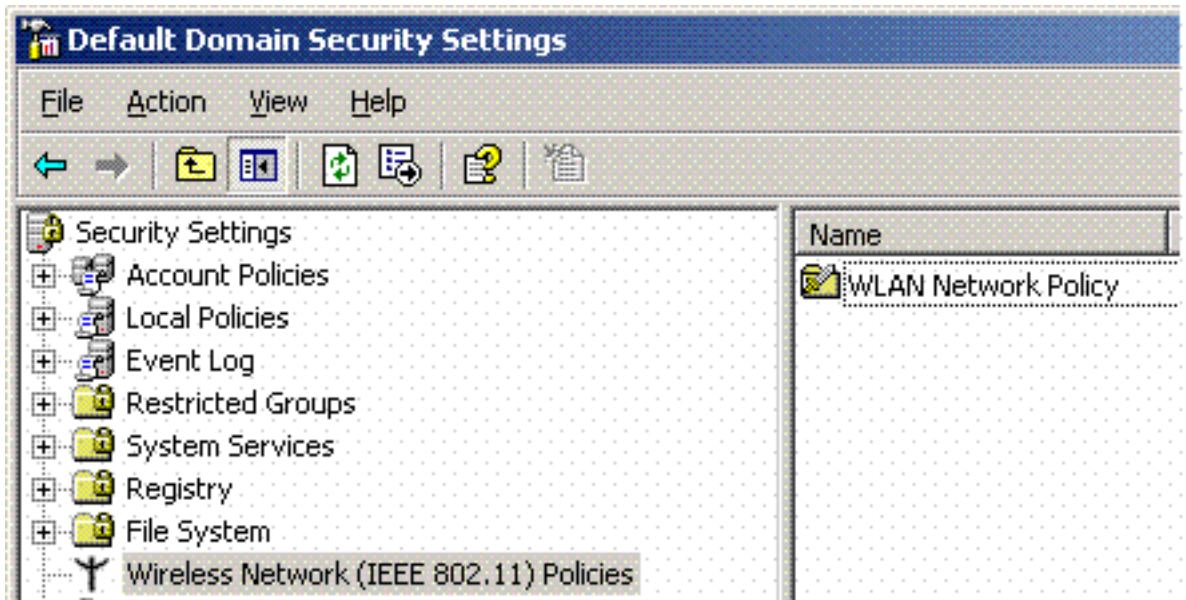 Default Domain Security Settings
File Action View Help
Security Settings
Account Policies
Local Policies
Event Log
Restricted Groups
System Services
Registry
File System
Wireless Network (IEEE 802.11) Policies
Name
WLAN Network Policy